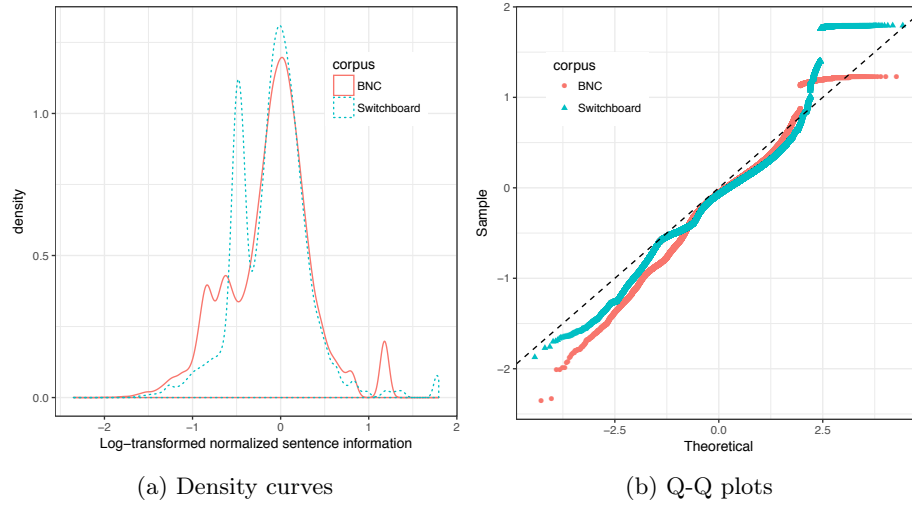 corpus
BNC
Switchboard
1.0
0.5
0.0
density
−2
−1
0
1
2
Log−transformed normalized sentence information
(a) Density curves
corpus
BNC
Switchboard
2
1
0
−1
−2
Sample
−2.5
0.0
2.5
Theoretical
(b) Q-Q plots